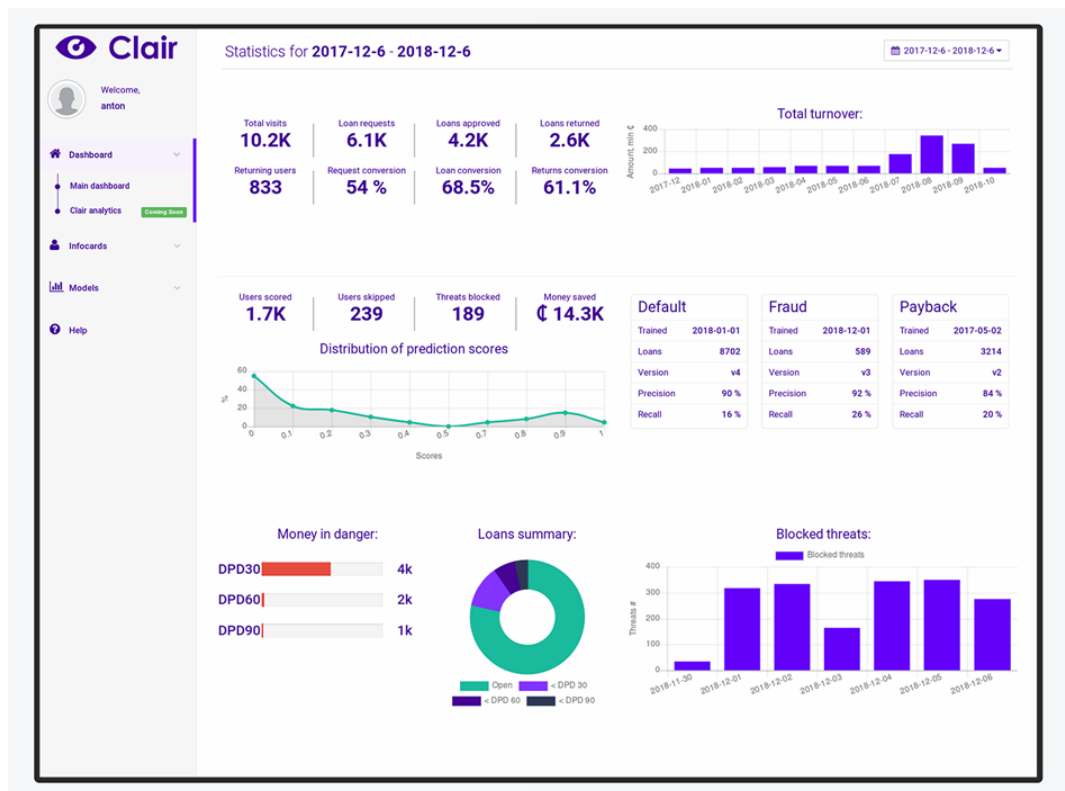 Clair
Welcome,
anton
Dashboard
Main dashboard
Clair analytics
Coming Soon
Infocards
Models
Help
Statistics for 2017-12-6 - 2018-12-6
2017-12-6 - 2018-12-6
Total visits
10.2K
Loan requests
6.1K
Loans approved
4.2K
Loans returned
2.6K
Returning users
833
Request conversion
54 %
Loan conversion
68.5%
Returns conversion
61.1%
Total turnover:
Amount, mln ₵
400
200
0
2017-12
2018-01
2018-02
2018-03
2018-04
2018-05
2018-06
2018-07
2018-08
2018-09
2018-10
Users scored
1.7K
Users skipped
239
Threats blocked
189
Money saved
₵ 14.3K
Distribution of prediction scores
%
60
40
20
0
0
0.1
0.2
0.3
0.4
0.5
0.7
0.8
0.9
1
Scores
Default
Trained 2018-01-01
Loans 8702
Version v4
Precision 90 %
Recall 16 %
Fraud
Trained 2018-12-01
Loans 589
Version v3
Precision 92 %
Recall 26 %
Payback
Trained 2017-05-02
Loans 3214
Version v2
Precision 84 %
Recall 20 %
Money in danger:
DPD30 4k
DPD60 2k
DPD90 1k
Loans summary:
Open
< DPD 30
< DPD 60
< DPD 90
Blocked threats:
Blocked threats
Threats #
400
300
200
100
0
2018-11-30
2018-12-01
2018-12-02
2018-12-03
2018-12-04
2018-12-05
2018-12-06